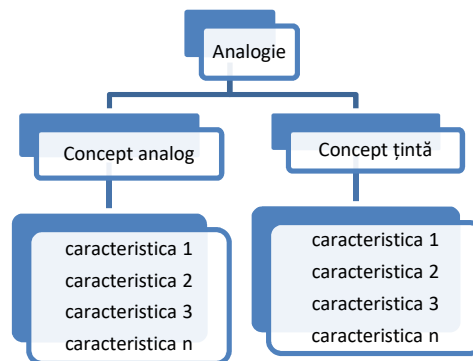 Analogie
Concept analog
Concept țintă
caracteristica 1
caracteristica 2
caracteristica 3
caracteristica n
caracteristica 1
caracteristica 2
caracteristica 3
caracteristica n